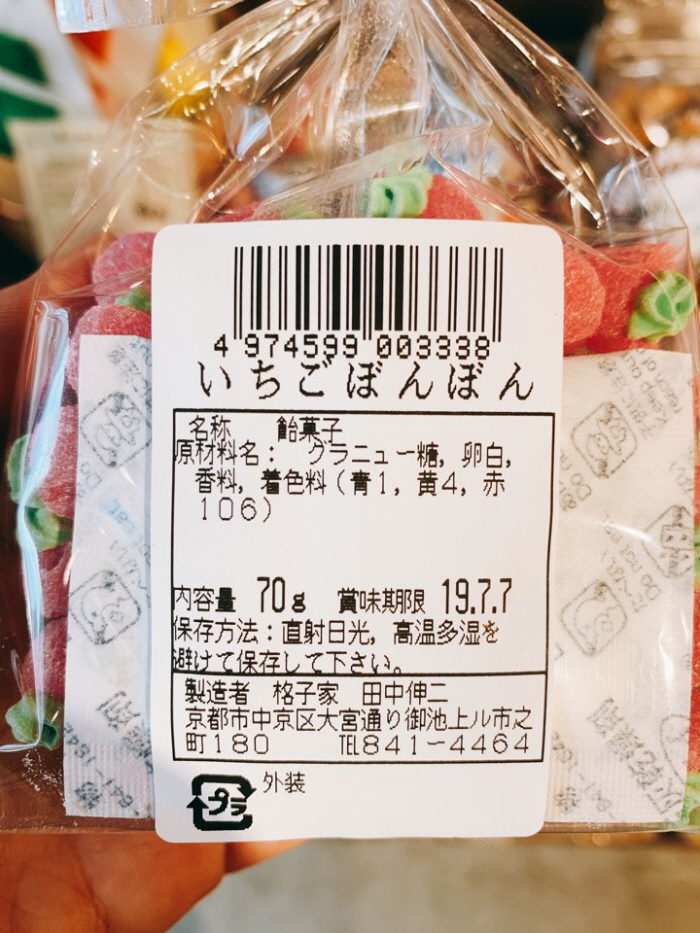 4 974599 003338
いちごぼんぼん
名称　飴菓子
原材料名：　グラニュー糖, 卵白,
香料, 着色料（青1, 黄4, 赤
106）
内容量　70g　賞味期限　19.7.7
保存方法：直射日光, 高温多湿を
避けて保存して下さい。
製造者　格子家　田中伸二
京都市中京区大宮通り御池上ル市之
町180　TEL841－4464
プラ　外装